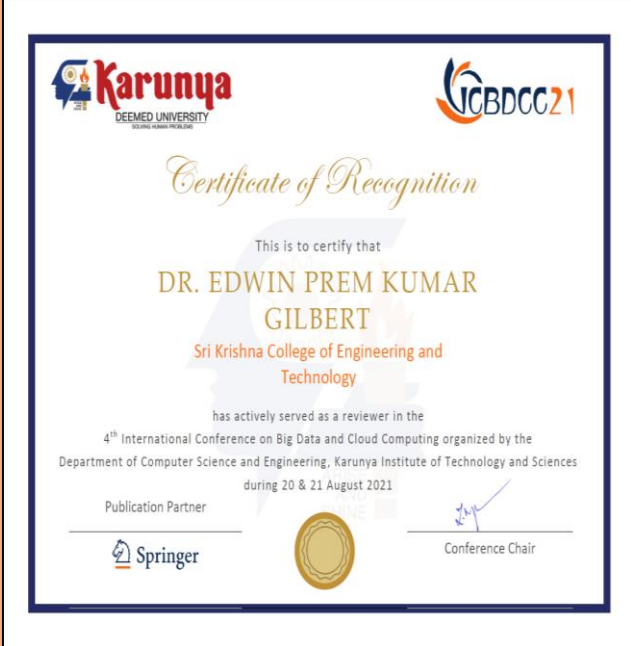 Karunya
DEEMED UNIVERSITY
SOLVING HUMAN PROBLEMS
ICBDCC21
Certificate of Recognition
This is to certify that
DR. EDWIN PREM KUMAR
GILBERT
Sri Krishna College of Engineering and
Technology
has actively served as a reviewer in the
4th International Conference on Big Data and Cloud Computing organized by the
Department of Computer Science and Engineering, Karunya Institute of Technology and Sciences
during 20 & 21 August 2021
Publication Partner
Springer
Conference Chair